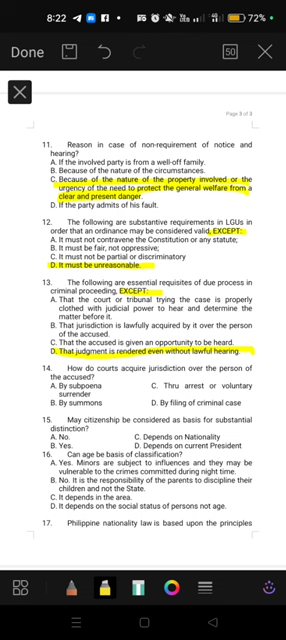 8:22
72%
Done
50
Page 3 of 3
11. Reason in case of non-requirement of notice and
hearing?
A. If the involved party is from a well-off family.
B. Because of the nature of the circumstances.
C. Because of the nature of the property involved or the
urgency of the need to protect the general welfare from a
clear and present danger.
D. If the party admits of his fault.
12. The following are substantive requirements in LGUs in
order that an ordinance may be considered valid, EXCEPT:
A. It must not contravene the Constitution or any statute;
B. It must be fair, not oppressive;
C. It must not be partial or discriminatory
D. It must be unreasonable.
13. The following are essential requisites of due process in
criminal proceeding, EXCEPT:
A. That the court or tribunal trying the case is properly
clothed with judicial power to hear and determine the
matter before it.
B. That jurisdiction is lawfully acquired by it over the person
of the accused.
C. That the accused is given an opportunity to be heard.
D. That judgment is rendered even without lawful hearing.
14. How do courts acquire jurisdiction over the person of
the accused?
A. By subpoena C. Thru arrest or voluntary
surrender
B. By summons D. By filing of criminal case
15. May citizenship be considered as basis for substantial
distinction?
A. No. C. Depends on Nationality
B. Yes. D. Depends on current President
16. Can age be basis of classification?
A. Yes. Minors are subject to influences and they may be
vulnerable to the crimes committed during night time.
B. No. It is the responsibility of the parents to discipline their
children and not the State.
C. It depends in the area.
D. It depends on the social status of persons not age.
17. Philippine nationality law is based upon the principles